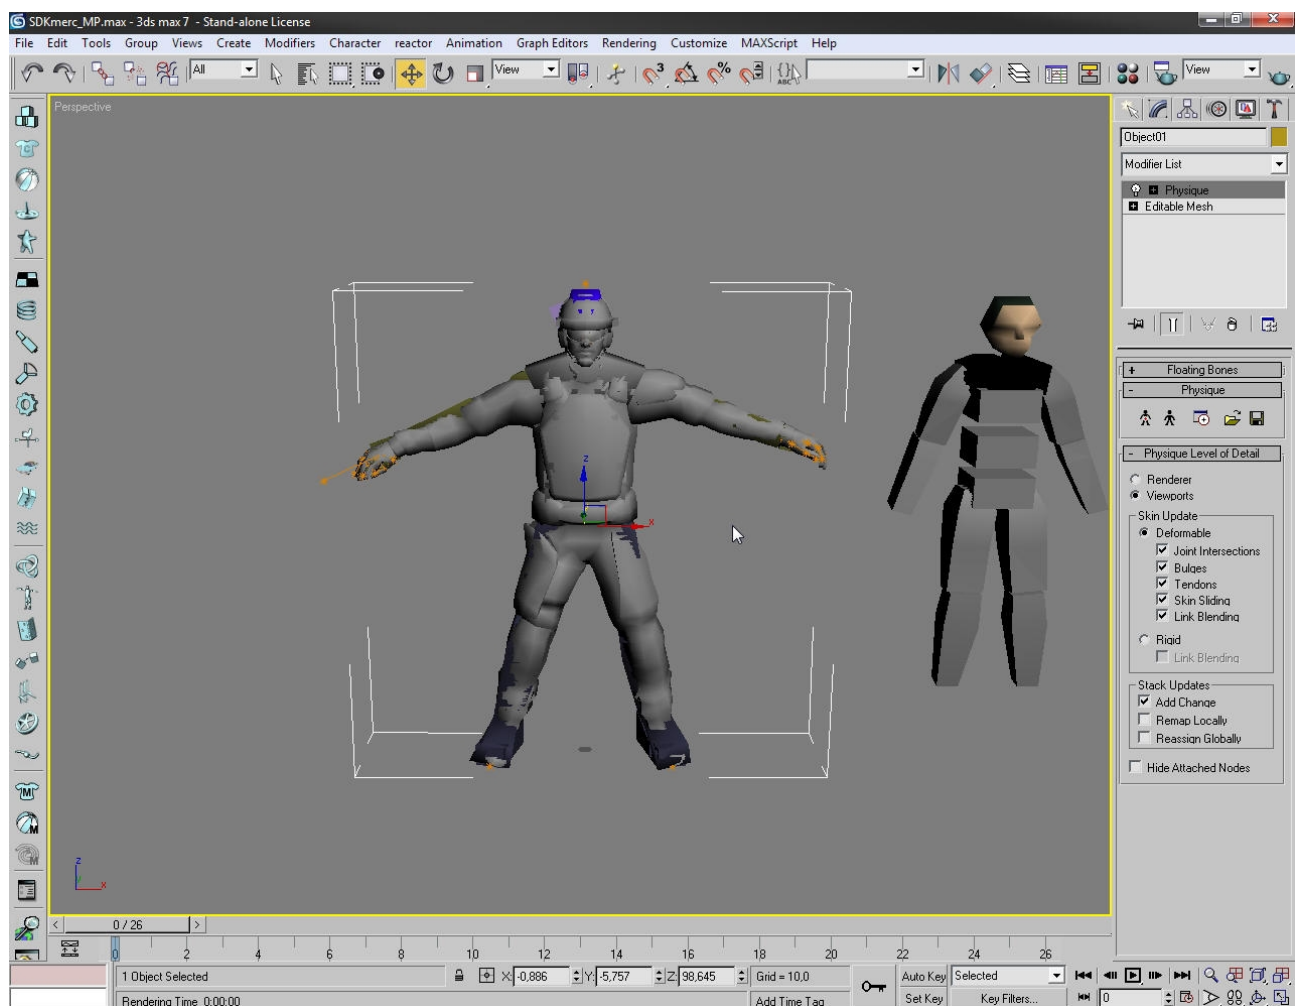 SDKmerc_MP.max - 3ds max 7 - Stand-alone License
File Edit Tools Group Views Create Modifiers Character reactor Animation Graph Editors Rendering Customize MAXScript Help
All View View
Perspective
Object01
Modifier List
Physique
Editable Mesh
+ Floating Bones
- Physique
- Physique Level of Detail
Renderer
Viewports
Skin Update
Deformable
Joint Intersections
Bulges
Tendons
Skin Sliding
Link Blending
Rigid
Link Blending
Stack Updates
Add Change
Remap Locally
Reassign Globally
Hide Attached Nodes
z
x
z
x
< 0 / 26 >
0 2 4 6 8 10 12 14 16 18 20 22 24 26
1 Object Selected X: -0,886 Y: -5,757 Z: 98,645 Grid = 10,0 Auto Key Selected
Rendering Time 0:00:00 Add Time Tag Set Key Key Filters... 0